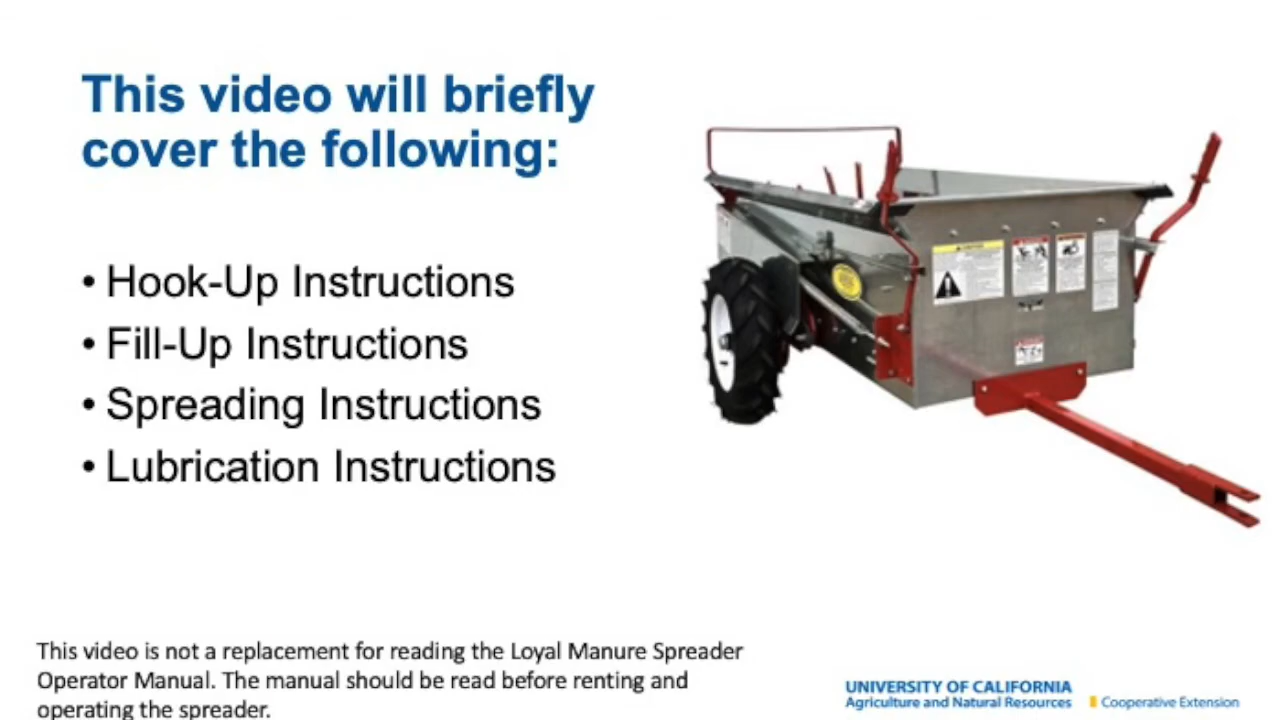 This video will briefly
cover the following:
• Hook-Up Instructions
• Fill-Up Instructions
• Spreading Instructions
• Lubrication Instructions
This video is not a replacement for reading the Loyal Manure Spreader
Operator Manual. The manual should be read before renting and
operating the spreader.
UNIVERSITY OF CALIFORNIA
Agriculture and Natural Resources
Cooperative Extension